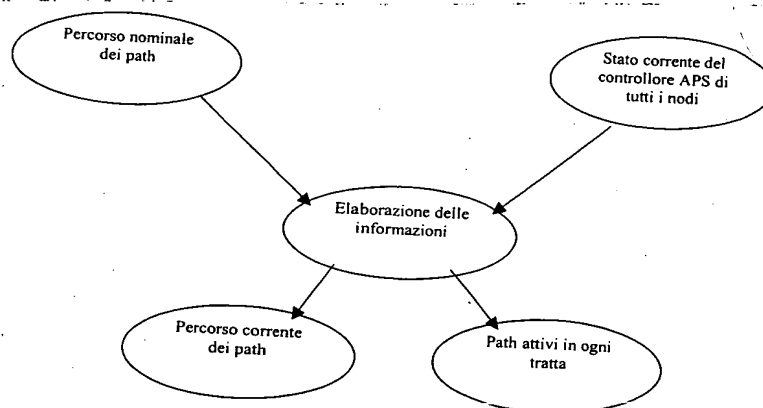 Percorso nominale
dei path
Stato corrente del
controllore APS di
tutti i nodi
Elaborazione delle
informazioni
Percorso corrente
dei path
Path attivi in ogni
tratta